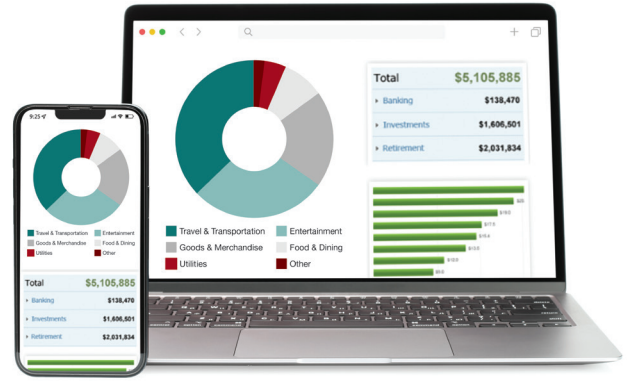 Total $5,105,885
Banking $138,470
Investments $1,606,501
Retirement $2,031,834
Travel & Transportation Entertainment
Goods & Merchandise Food & Dining
Utilities Other
9:25
Travel & Transportation Entertainment
Goods & Merchandise Food & Dining
Utilities Other
Total $5,105,885
Banking $138,470
Investments $1,606,501
Retirement $2,031,834